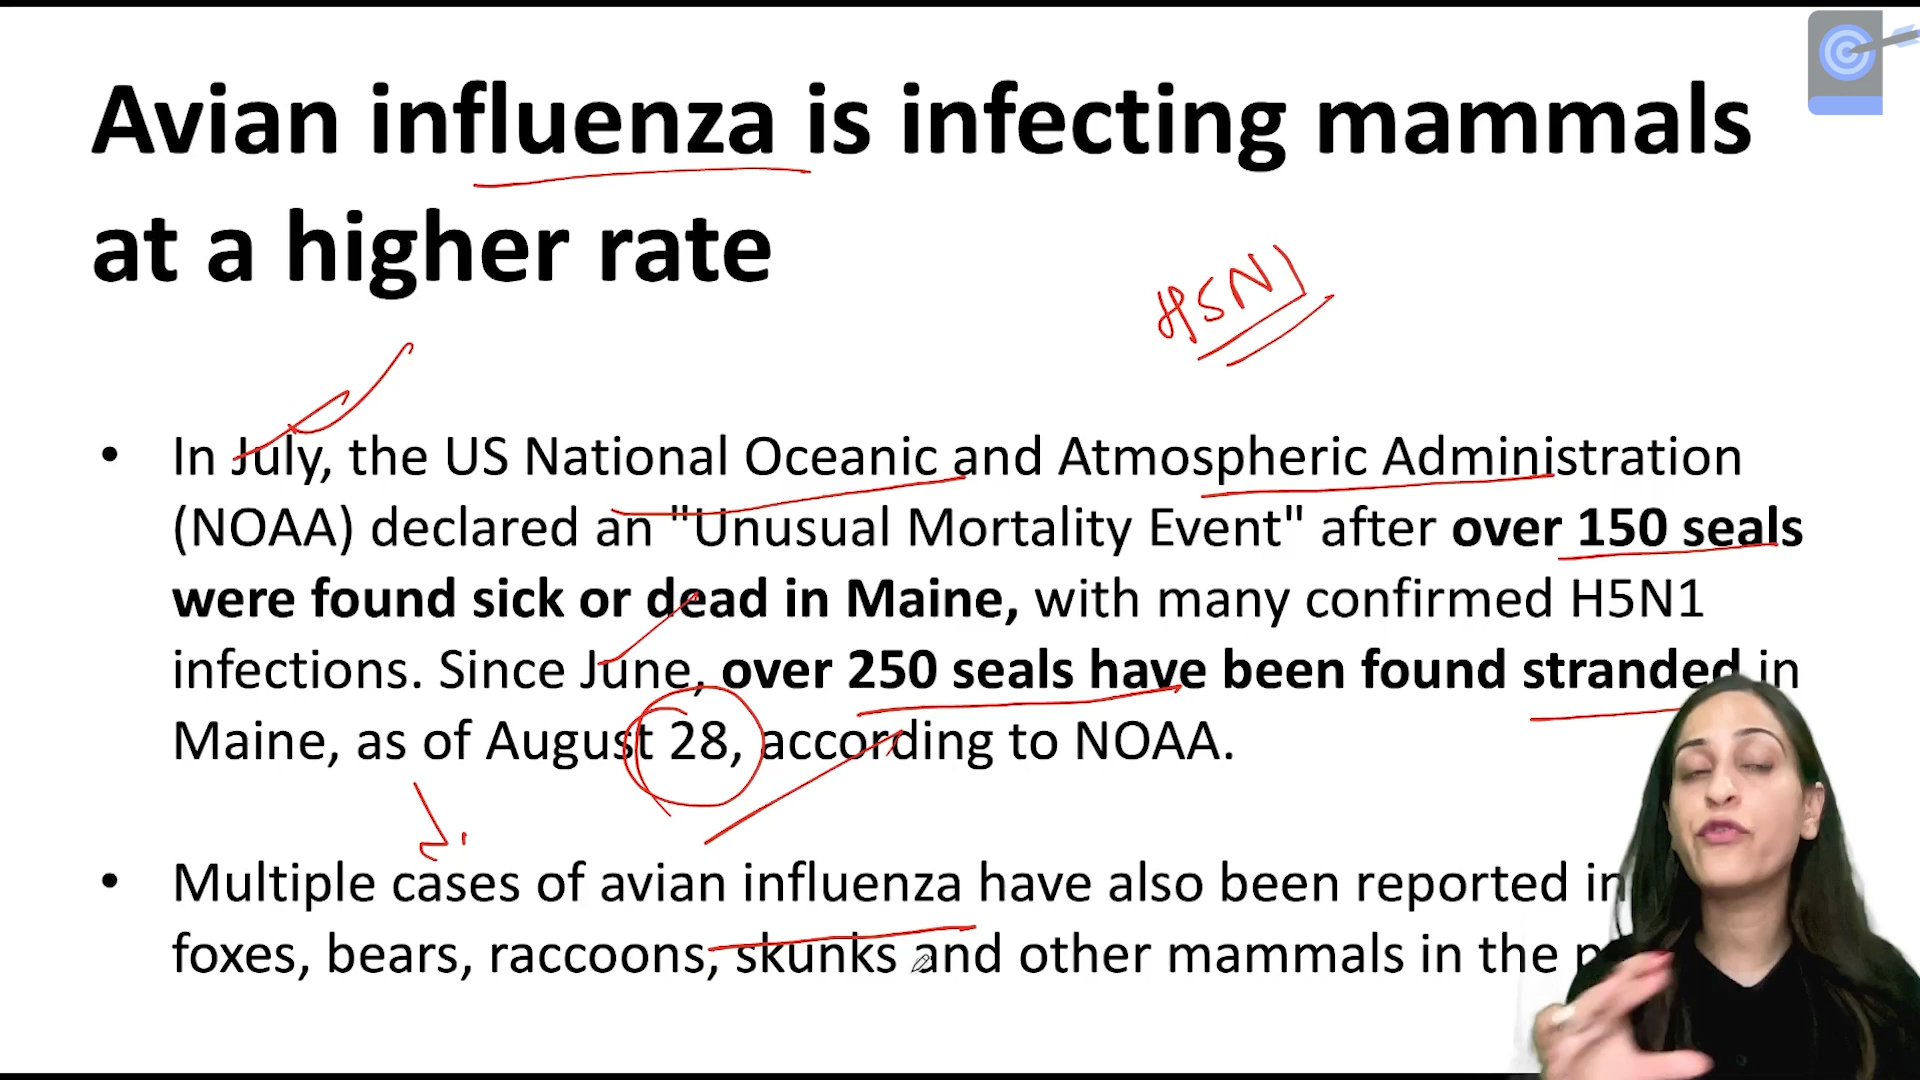 Avian influenza is infecting mammals
at a higher rate
H5N1
• In July, the US National Oceanic and Atmospheric Administration
(NOAA) declared an "Unusual Mortality Event" after over 150 seals
were found sick or dead in Maine, with many confirmed H5N1
infections. Since June, over 250 seals have been found stranded in
Maine, as of August 28, according to NOAA.
• Multiple cases of avian influenza have also been reported in
foxes, bears, raccoons, skunks and other mammals in the